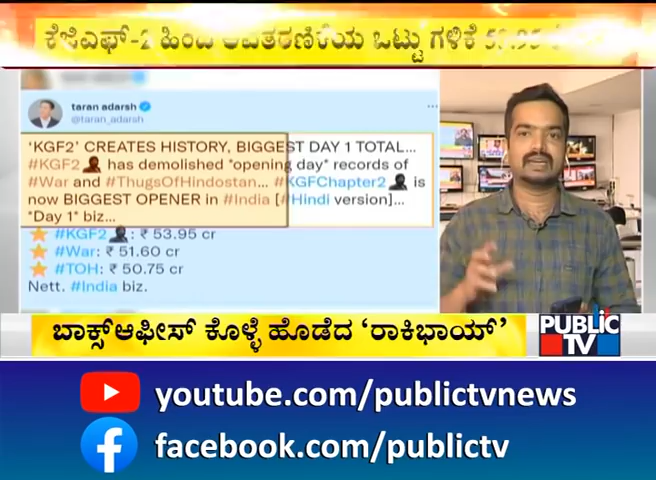 ಕೆಜಿಎಫ್-2 ಹಿಂದಿ ಅವತರಣಿಕೆಯ ಒಟ್ಟು ಗಳಿಕೆ
taran adarsh
@taran_adarsh
...
'KGF2' CREATES HISTORY, BIGGEST DAY 1 TOTAL...
#KGF2 has demolished *opening day* records of
#War and #ThugsOfHindostan... #KGFChapter2 is
now BIGGEST OPENER in #India [#Hindi version]...
*Day 1* biz...
#KGF2: ₹ 53.95 cr
#War: ₹ 51.60 cr
#TOH: ₹ 50.75 cr
Nett. #India biz.
ಬಾಕ್ಸ್‌ಆಫೀಸ್ ಕೊಳ್ಳೆ ಹೊಡೆದ 'ರಾಕಿಭಾಯ್'
PUBLIC
TV
youtube.com/publictvnews
facebook.com/publictv